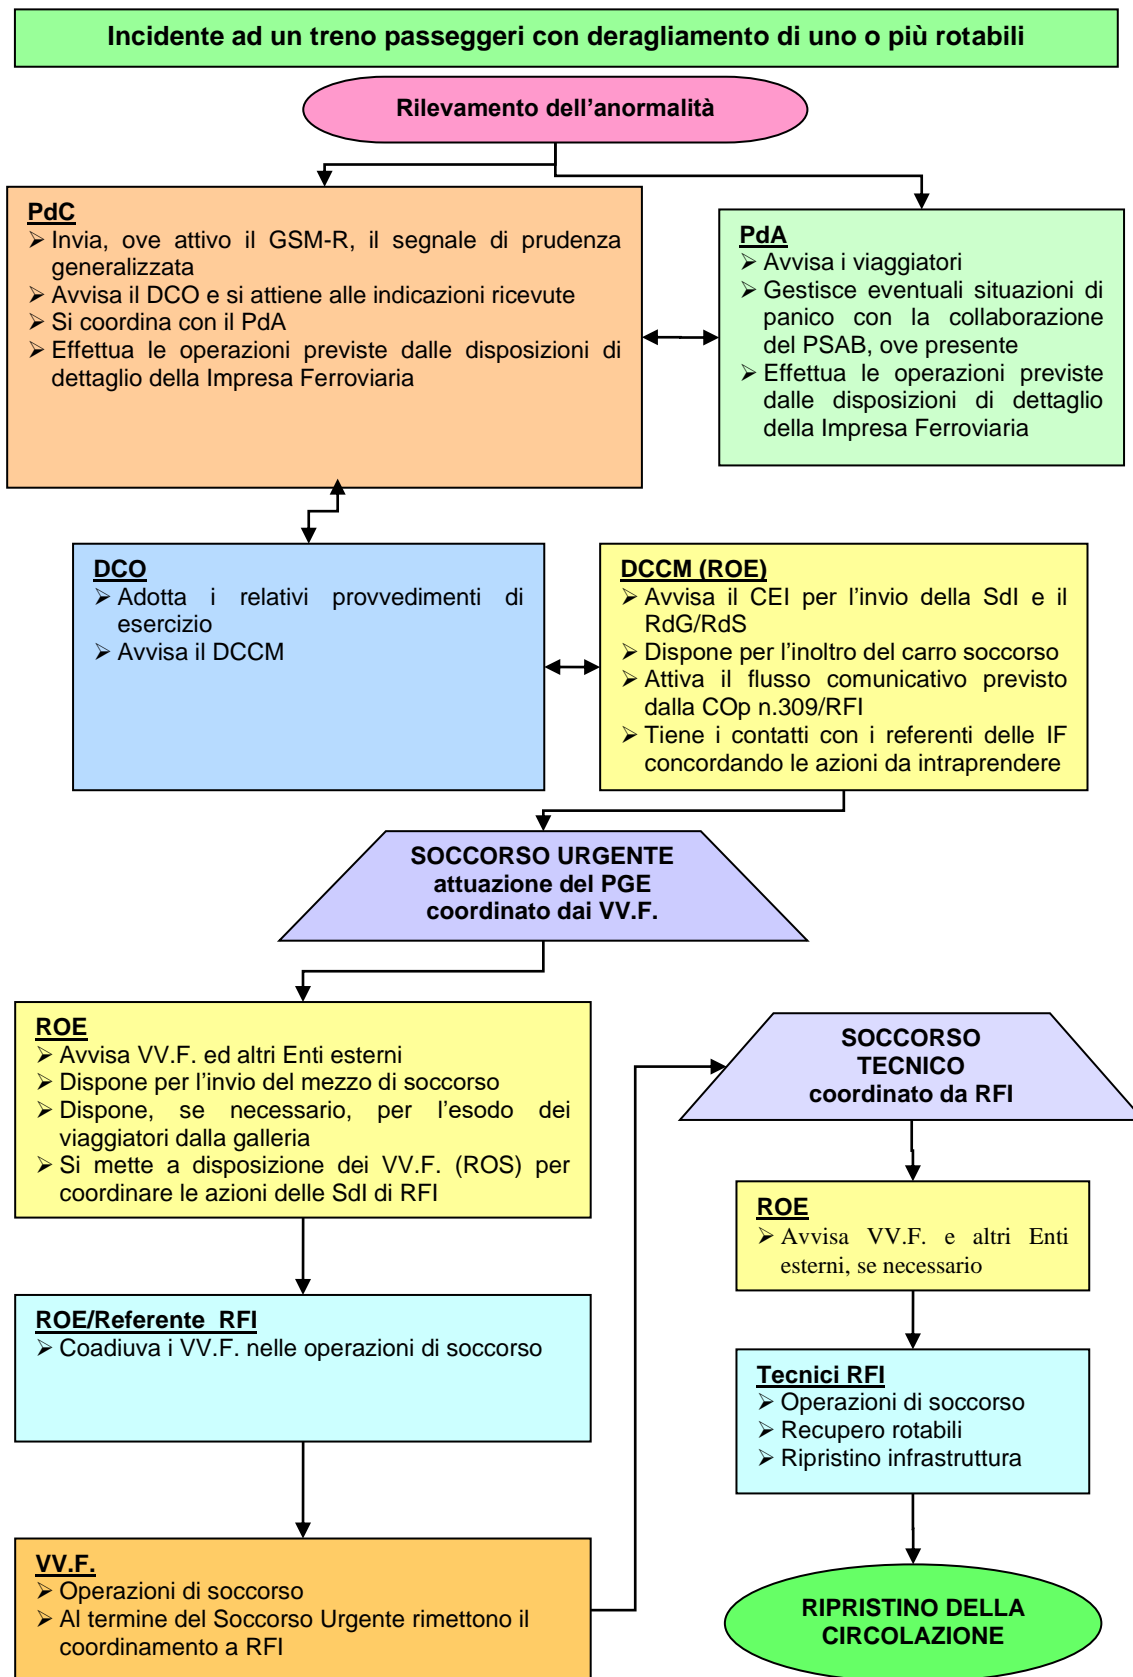 Incidente ad un treno passeggeri con deragliamento di uno o più rotabili
Rilevamento dell'anormalità
PdC
➢ Invia, ove attivo il GSM-R, il segnale di prudenza
generalizzata
➢ Avvisa il DCO e si attiene alle indicazioni ricevute
➢ Si coordina con il PdA
➢ Effettua le operazioni previste dalle disposizioni di
dettaglio della Impresa Ferroviaria
PdA
➢ Avvisa i viaggiatori
➢ Gestisce eventuali situazioni di
panico con la collaborazione
del PSAB, ove presente
➢ Effettua le operazioni previste
dalle disposizioni di dettaglio
della Impresa Ferroviaria
DCO
➢ Adotta i relativi provvedimenti di
esercizio
➢ Avvisa il DCCM
DCCM (ROE)
➢ Avvisa il CEI per l'invio della SdI e il
RdG/RdS
➢ Dispone per l'inoltro del carro soccorso
➢ Attiva il flusso comunicativo previsto
dalla COp n.309/RFI
➢ Tiene i contatti con i referenti delle IF
concordando le azioni da intraprendere
SOCCORSO URGENTE
attuazione del PGE
coordinato dai VV.F.
ROE
➢ Avvisa VV.F. ed altri Enti esterni
➢ Dispone per l'invio del mezzo di soccorso
➢ Dispone, se necessario, per l'esodo dei
viaggiatori dalla galleria
➢ Si mette a disposizione dei VV.F. (ROS) per
coordinare le azioni delle SdI di RFI
ROE/Referente RFI
➢ Coadiuva i VV.F. nelle operazioni di soccorso
VV.F.
➢ Operazioni di soccorso
➢ Al termine del Soccorso Urgente rimettono il
coordinamento a RFI
SOCCORSO
TECNICO
coordinato da RFI
ROE
➢ Avvisa VV.F. e altri Enti
esterni, se necessario
Tecnici RFI
➢ Operazioni di soccorso
➢ Recupero rotabili
➢ Ripristino infrastruttura
RIPRISTINO DELLA
CIRCOLAZIONE